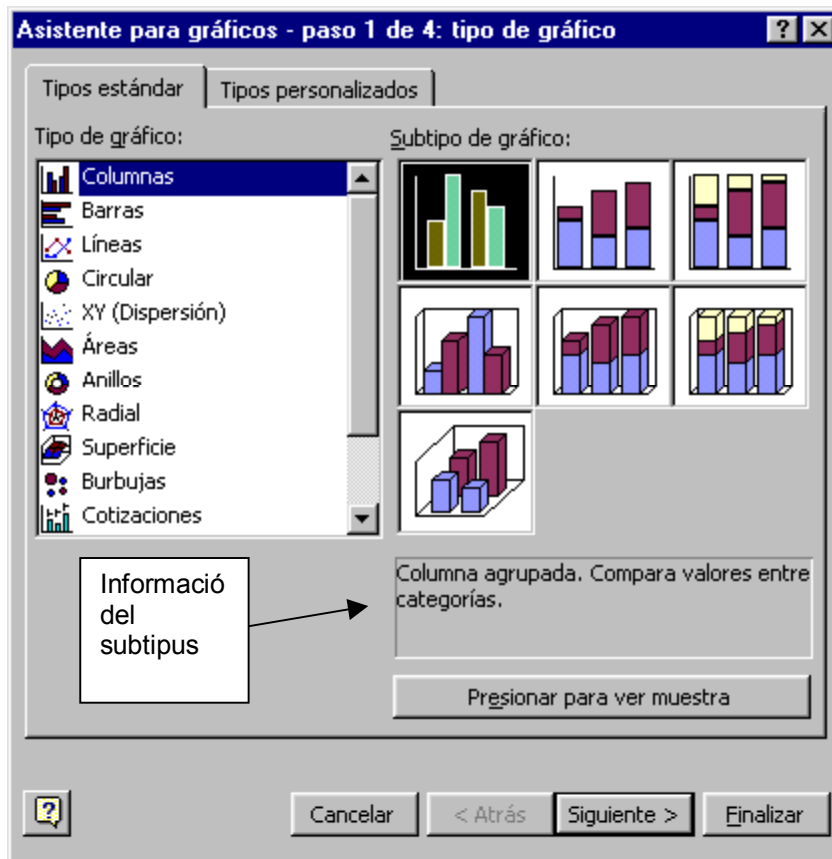 Asistente para gráficos - paso 1 de 4: tipo de gráfico
Tipos estándar
Tipos personalizados
Tipo de gráfico:
Columnas
Barras
Líneas
Circular
XY (Dispersión)
Áreas
Anillos
Radial
Superficie
Burbujas
Cotizaciones
Subtipo de gráfico:
Informació
del
subtipus
Columna agrupada. Compara valores entre
categorías.
Presionar para ver muestra
Cancelar
< Atrás
Siguiente >
Finalizar